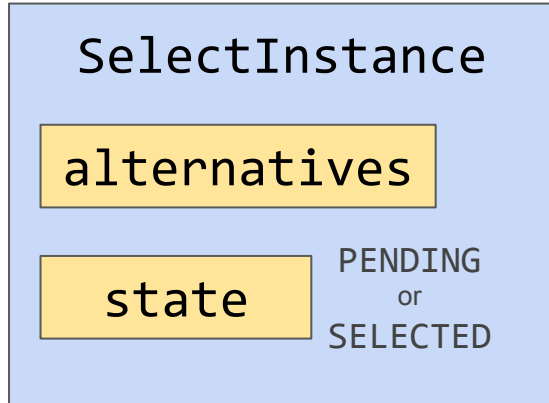 SelectInstance
alternatives
state
PENDING
or
SELECTED